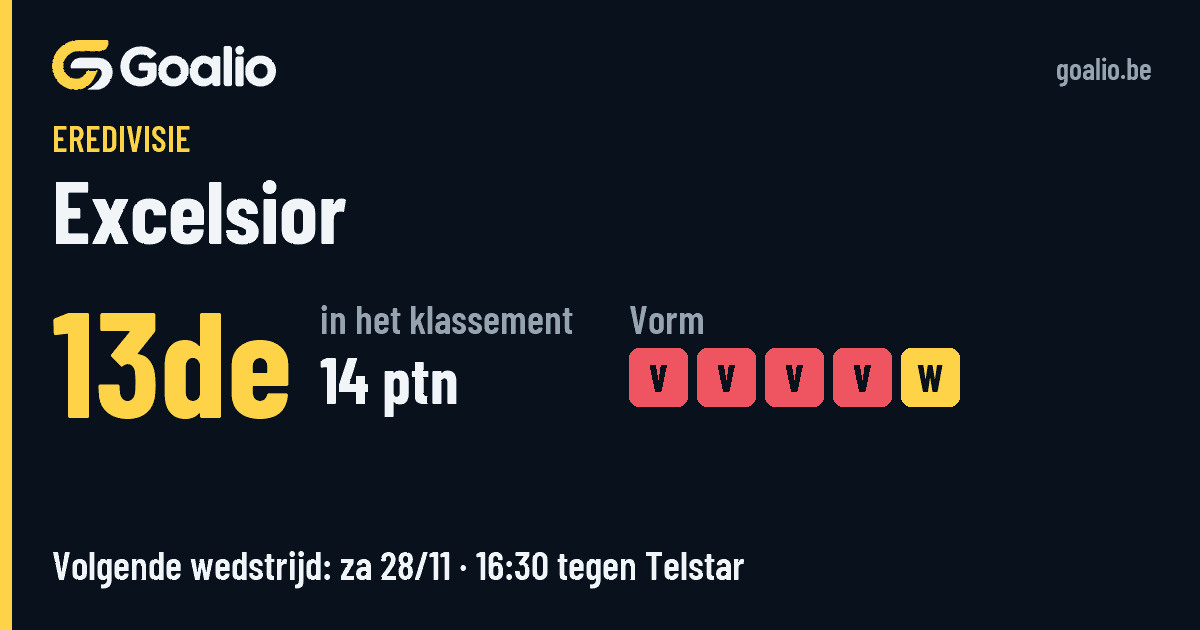 Goalio
goalio.be
EREDIVISIE
Excelsior
13de
in het klassement
14 ptn
Vorm
V V V V W
Volgende wedstrijd: za 28/11 · 16:30 tegen Telstar